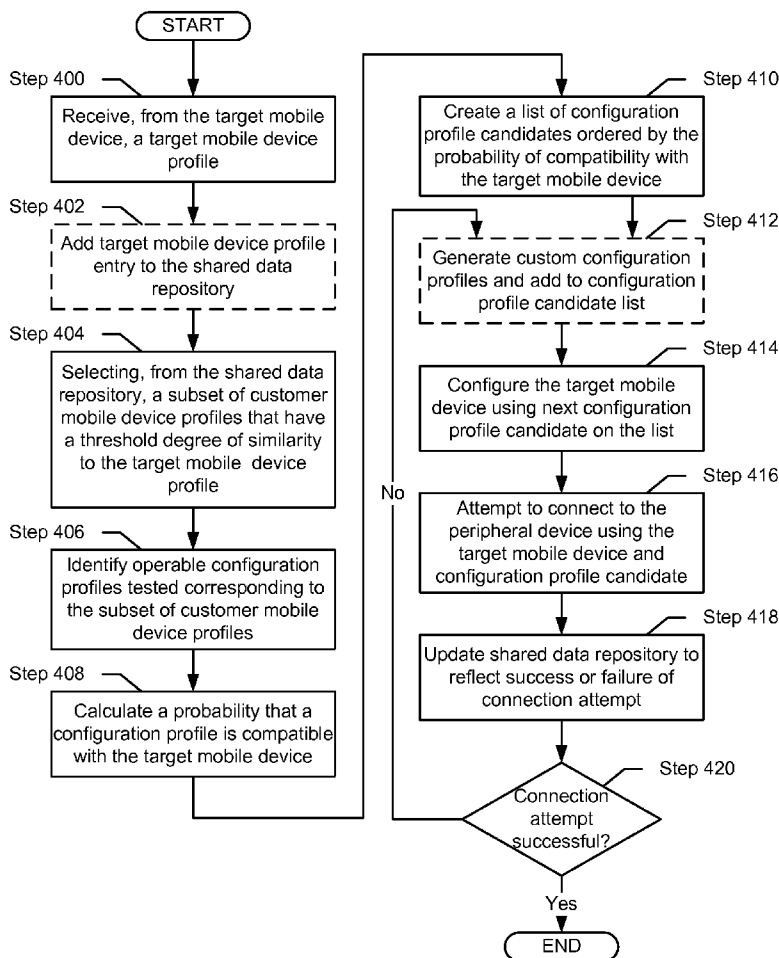 START
Step 400
Receive, from the target mobile
device, a target mobile device
profile
Step 402
Add target mobile device profile
entry to the shared data
repository
Step 404
Selecting, from the shared data
repository, a subset of customer
mobile device profiles that have
a threshold degree of similarity
to the target mobile device
profile
Step 406
Identify operable configuration
profiles tested corresponding to
the subset of customer mobile
device profiles
Step 408
Calculate a probability that a
configuration profile is compatible
with the target mobile device
Step 410
Create a list of configuration
profile candidates ordered by the
probability of compatibility with
the target mobile device
Step 412
Generate custom configuration
profiles and add to configuration
profile candidate list
Step 414
Configure the target mobile
device using next configuration
profile candidate on the list
No
Step 416
Attempt to connect to the
peripheral device using the
target mobile device and
configuration profile candidate
Step 418
Update shared data repository to
reflect success or failure of
connection attempt
Step 420
Connection
attempt
successful?
Yes
END